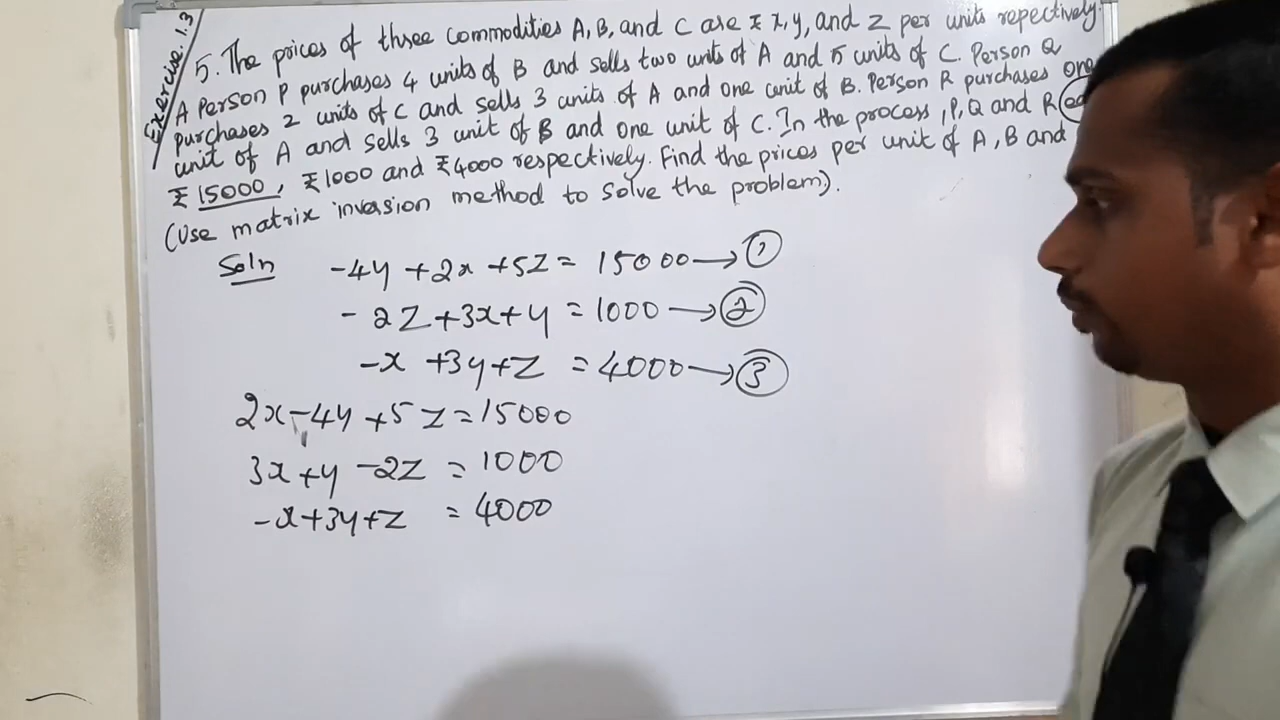 Exercise. 1.3
5. The prices of three commodities A, B, and C are ₹ x, y, and z per units repectively.
A Person P purchases 4 units of B and sells two units of A and 5 units of C. Person Q
purchases 2 units of C and sells 3 units of A and one unit of B. Person R purchases one
unit of A and sells 3 unit of B and one unit of C. In the process, P, Q and R
₹ 15000, ₹1000 and ₹4000 respectively. Find the prices per unit of A, B and
(Use matrix invasion method to solve the problem).
Soln -4y + 2x + 5z = 15000 → ①
- 2z + 3x + y = 1000 → ②
-x + 3y + z = 4000 → ③
2x - 4y + 5z = 15000
3x + y - 2z = 1000
-x + 3y + z = 4000